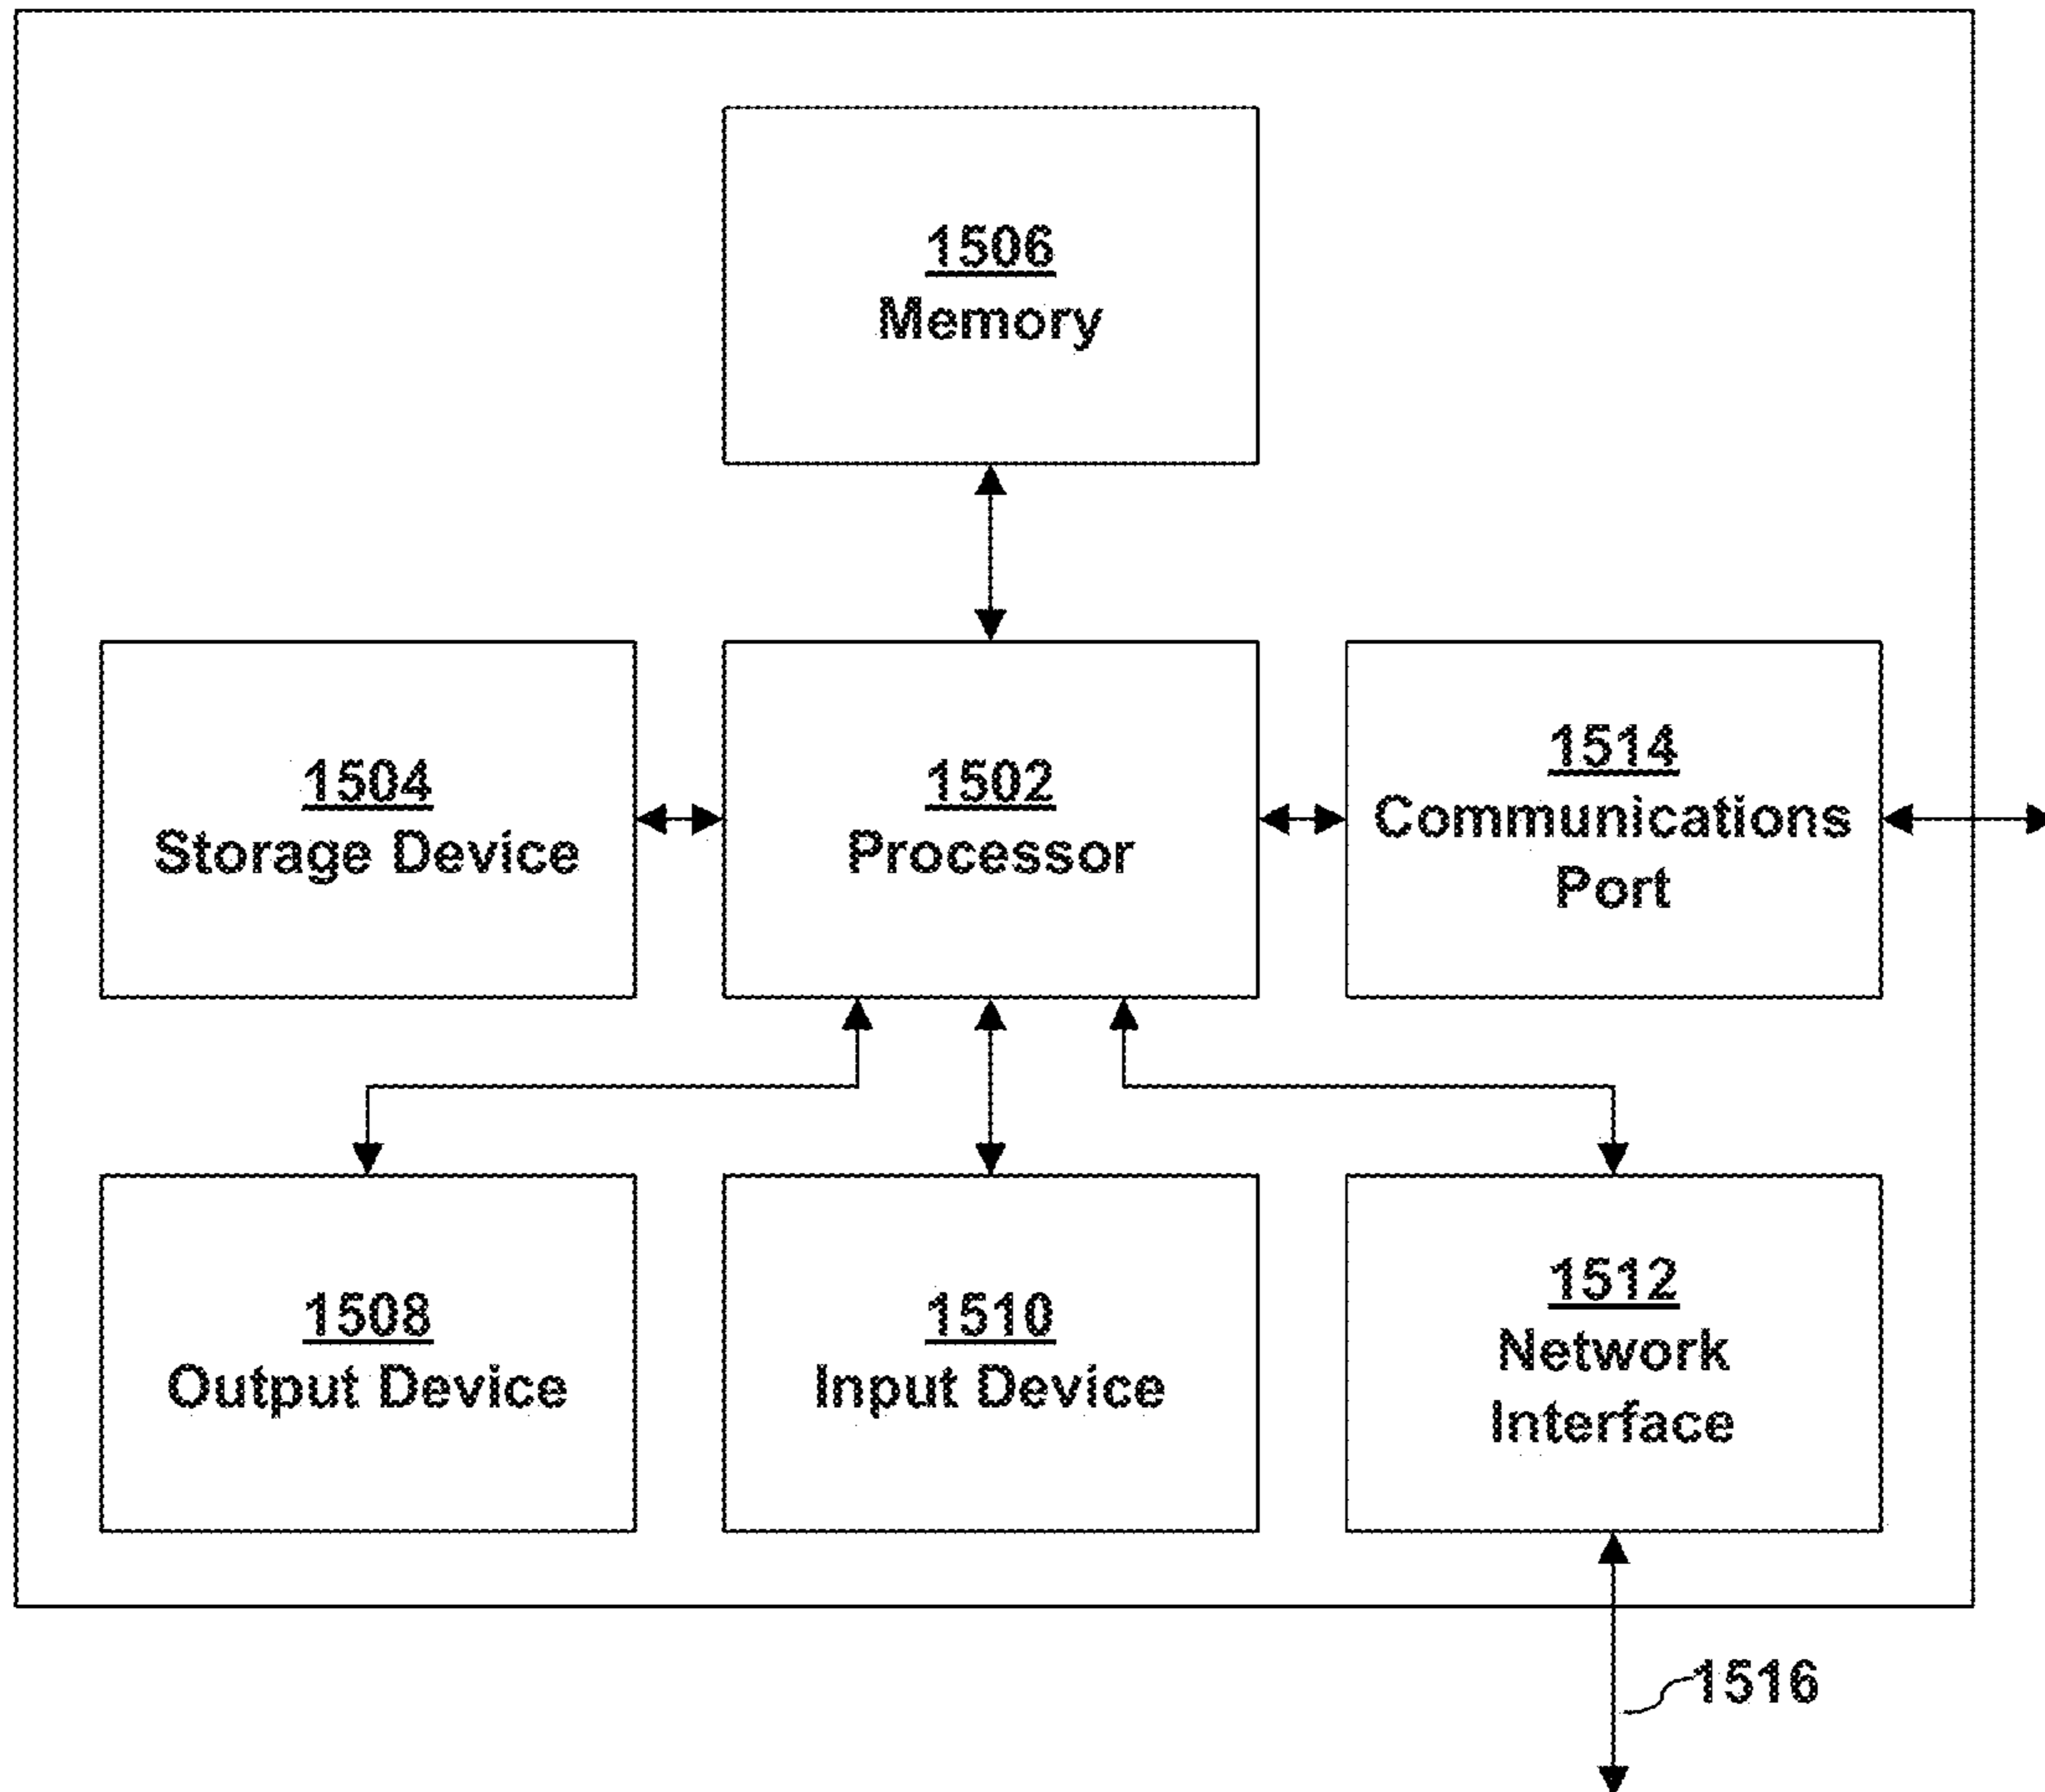 1506
Memory
1504
Storage Device
1502
Processor
1514
Communications
Port
1508
Output Device
1510
Input Device
1512
Network
Interface
1516